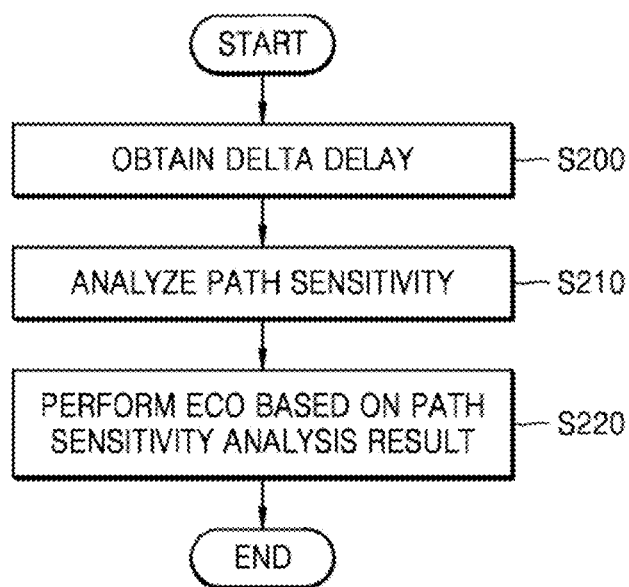 START
OBTAIN DELTA DELAY
S200
ANALYZE PATH SENSITIVITY
S210
PERFORM ECO BASED ON PATH
SENSITIVITY ANALYSIS RESULT
S220
END